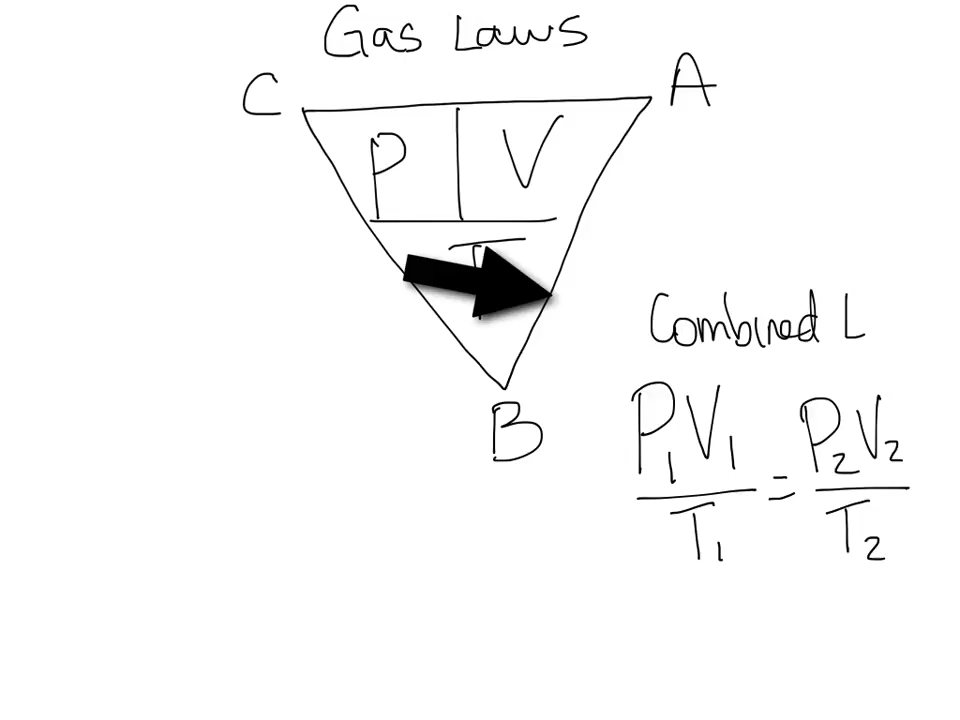 Gas Laws
C A
P V
T
B
Combined L
P₁V₁ / T₁ = P₂V₂ / T₂